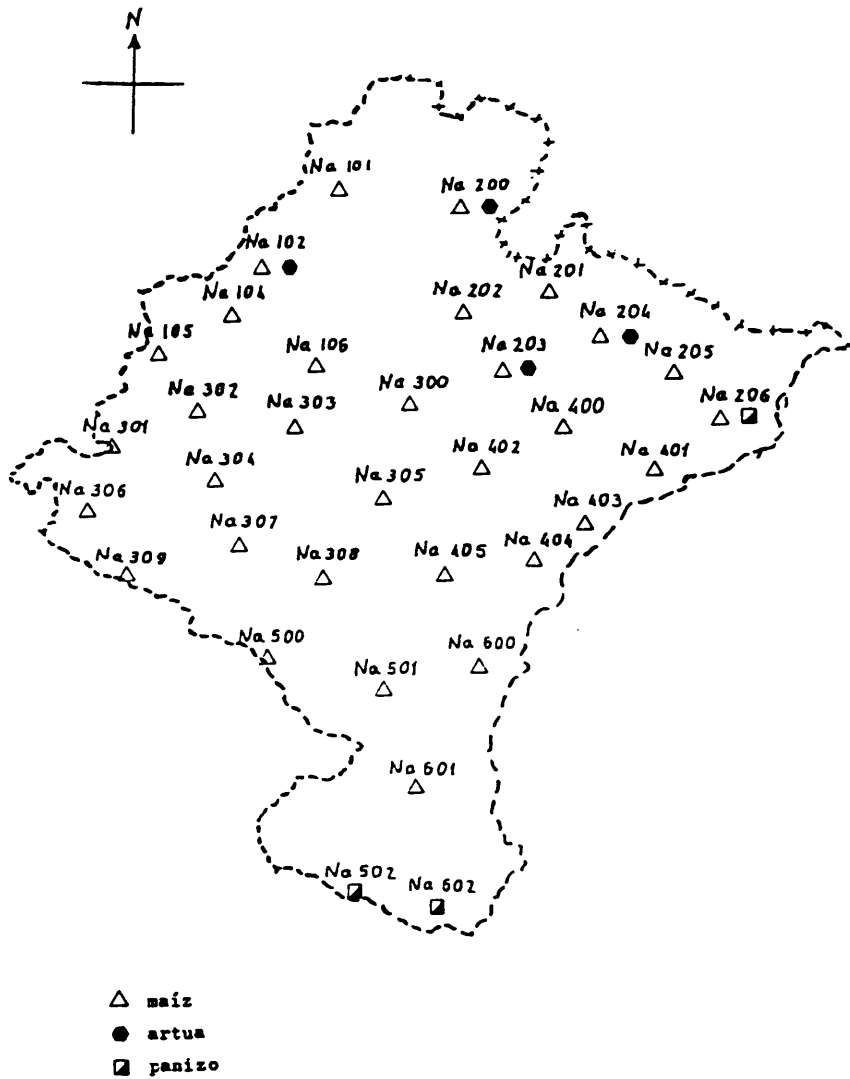 N
Na 101
Na 200
Na 102
Na 201
Na 104
Na 202
Na 204
Na 105
Na 106
Na 203
Na 205
Na 302
Na 303
Na 300
Na 400
Na 206
Na 301
Na 304
Na 305
Na 402
Na 401
Na 306
Na 307
Na 403
Na 309
Na 308
Na 405
Na 404
Na 500
Na 501
Na 600
Na 601
Na 502
Na 602
maíz
artua
panizo